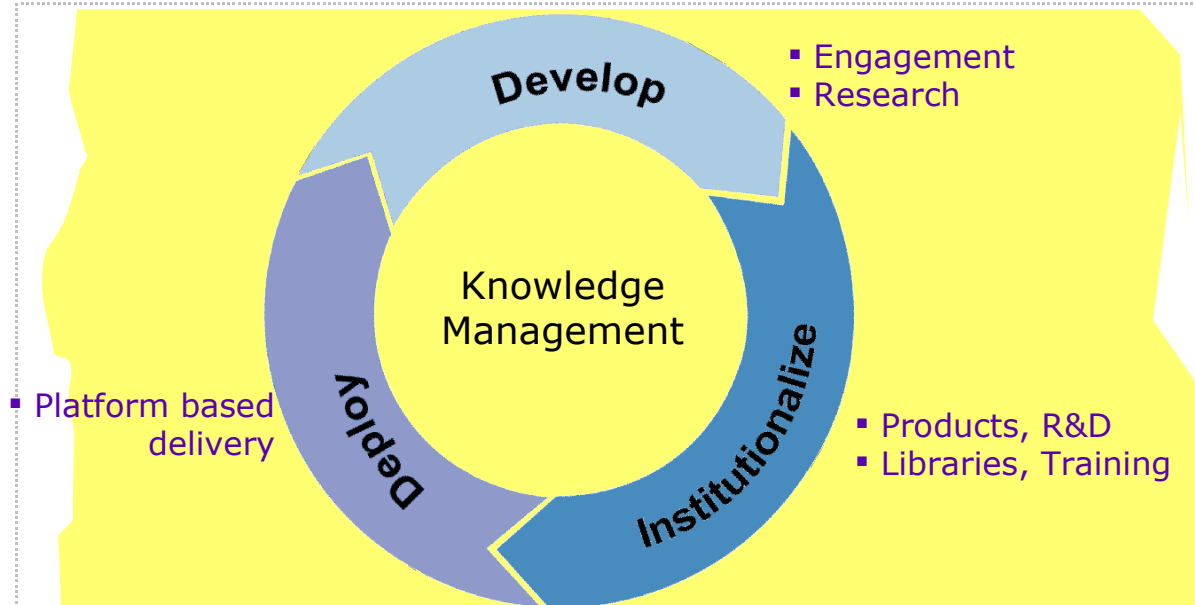 Develop
▪ Engagement
▪ Research
Knowledge
Management
Deploy
Institutionalize
▪ Platform based
delivery
▪ Products, R&D
▪ Libraries, Training